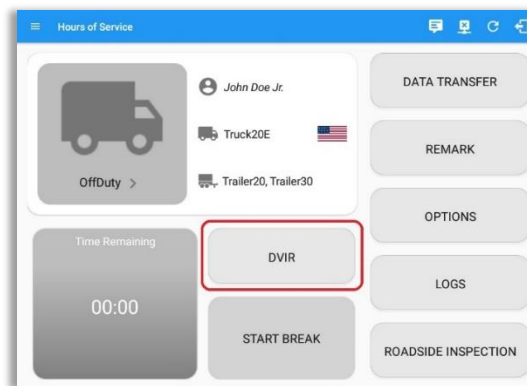 Hours of Service
John Doe Jr.
Truck20E
OffDuty >
Trailer20, Trailer30
Time Remaining
00:00
DVIR
START BREAK
DATA TRANSFER
REMARK
OPTIONS
LOGS
ROADSIDE INSPECTION